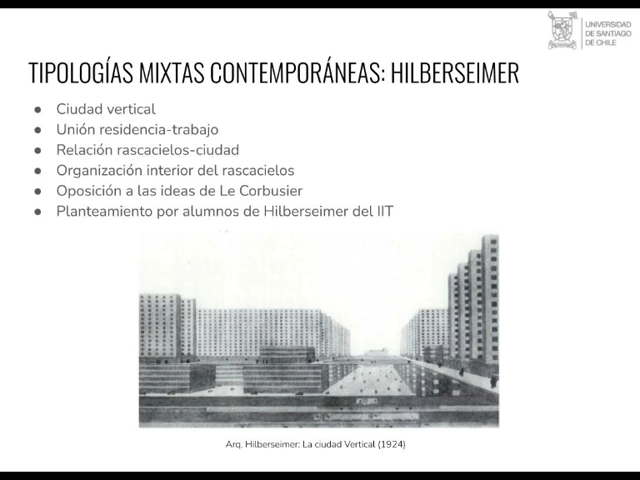 UNIVERSIDAD
DE SANTIAGO
DE CHILE
TIPOLOGÍAS MIXTAS CONTEMPORÁNEAS: HILBERSEIMER
● Ciudad vertical
● Unión residencia-trabajo
● Relación rascacielos-ciudad
● Organización interior del rascacielos
● Oposición a las ideas de Le Corbusier
● Planteamiento por alumnos de Hilberseimer del IIT
Arq. Hilberseimer: La ciudad Vertical (1924)